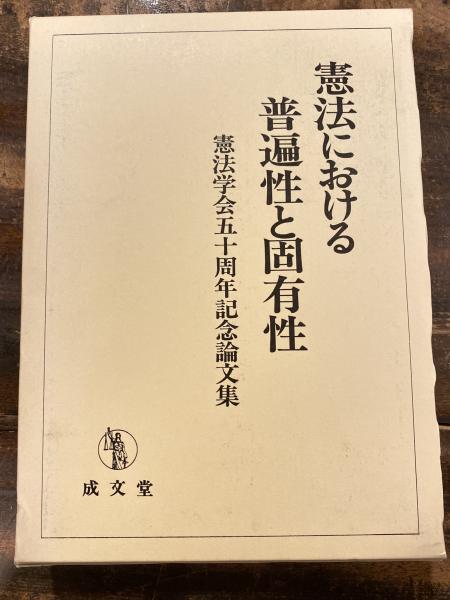 憲法における
普遍性と固有性
憲法学会五十周年記念論文集
成文堂